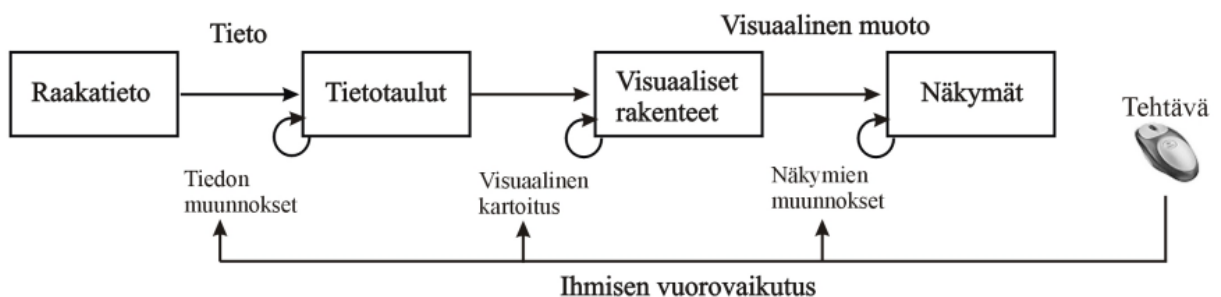 Tieto
Visuaalinen muoto
Raakatieto
Tietotaulut
Visuaaliset
rakenteet
Näkymät
Tehtävä
Tiedon
muunnokset
Visuaalinen
kartoitus
Näkymien
muunnokset
Ihmisen vuorovaikutus